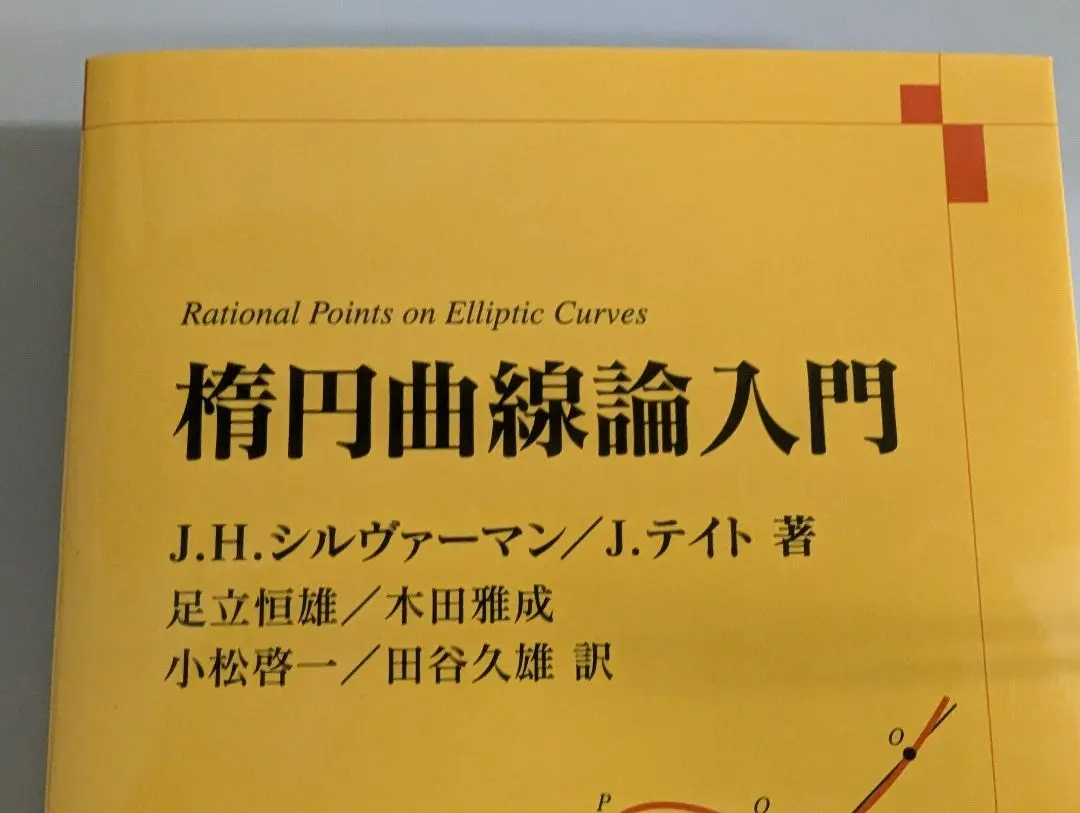 Rational Points on Elliptic Curves
楕円曲線論入門
J.H.シルヴァーマン／J.テイト 著
足立恒雄／木田雅成
小松啓一／田谷久雄 訳
O
P
Q